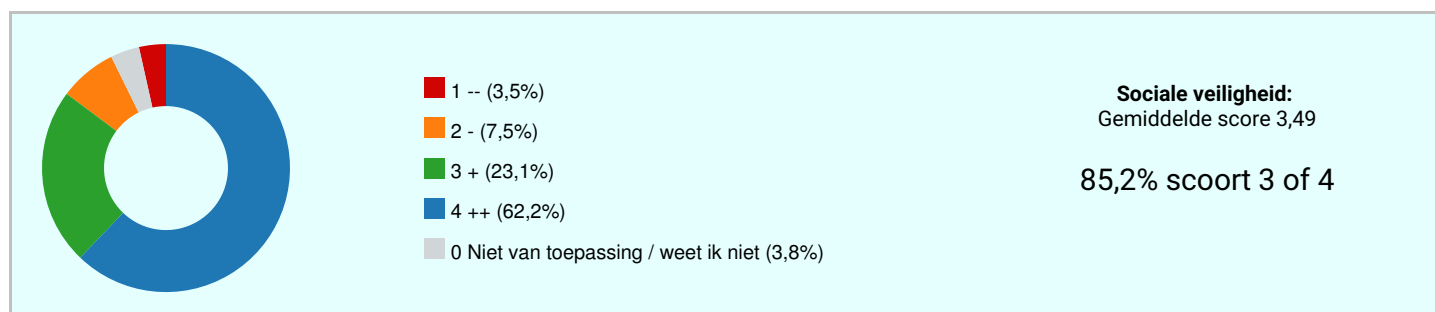 1 -- (3,5%)
2 - (7,5%)
3 + (23,1%)
4 ++ (62,2%)
0 Niet van toepassing / weet ik niet (3,8%)
Sociale veiligheid:
Gemiddelde score 3,49
85,2% scoort 3 of 4